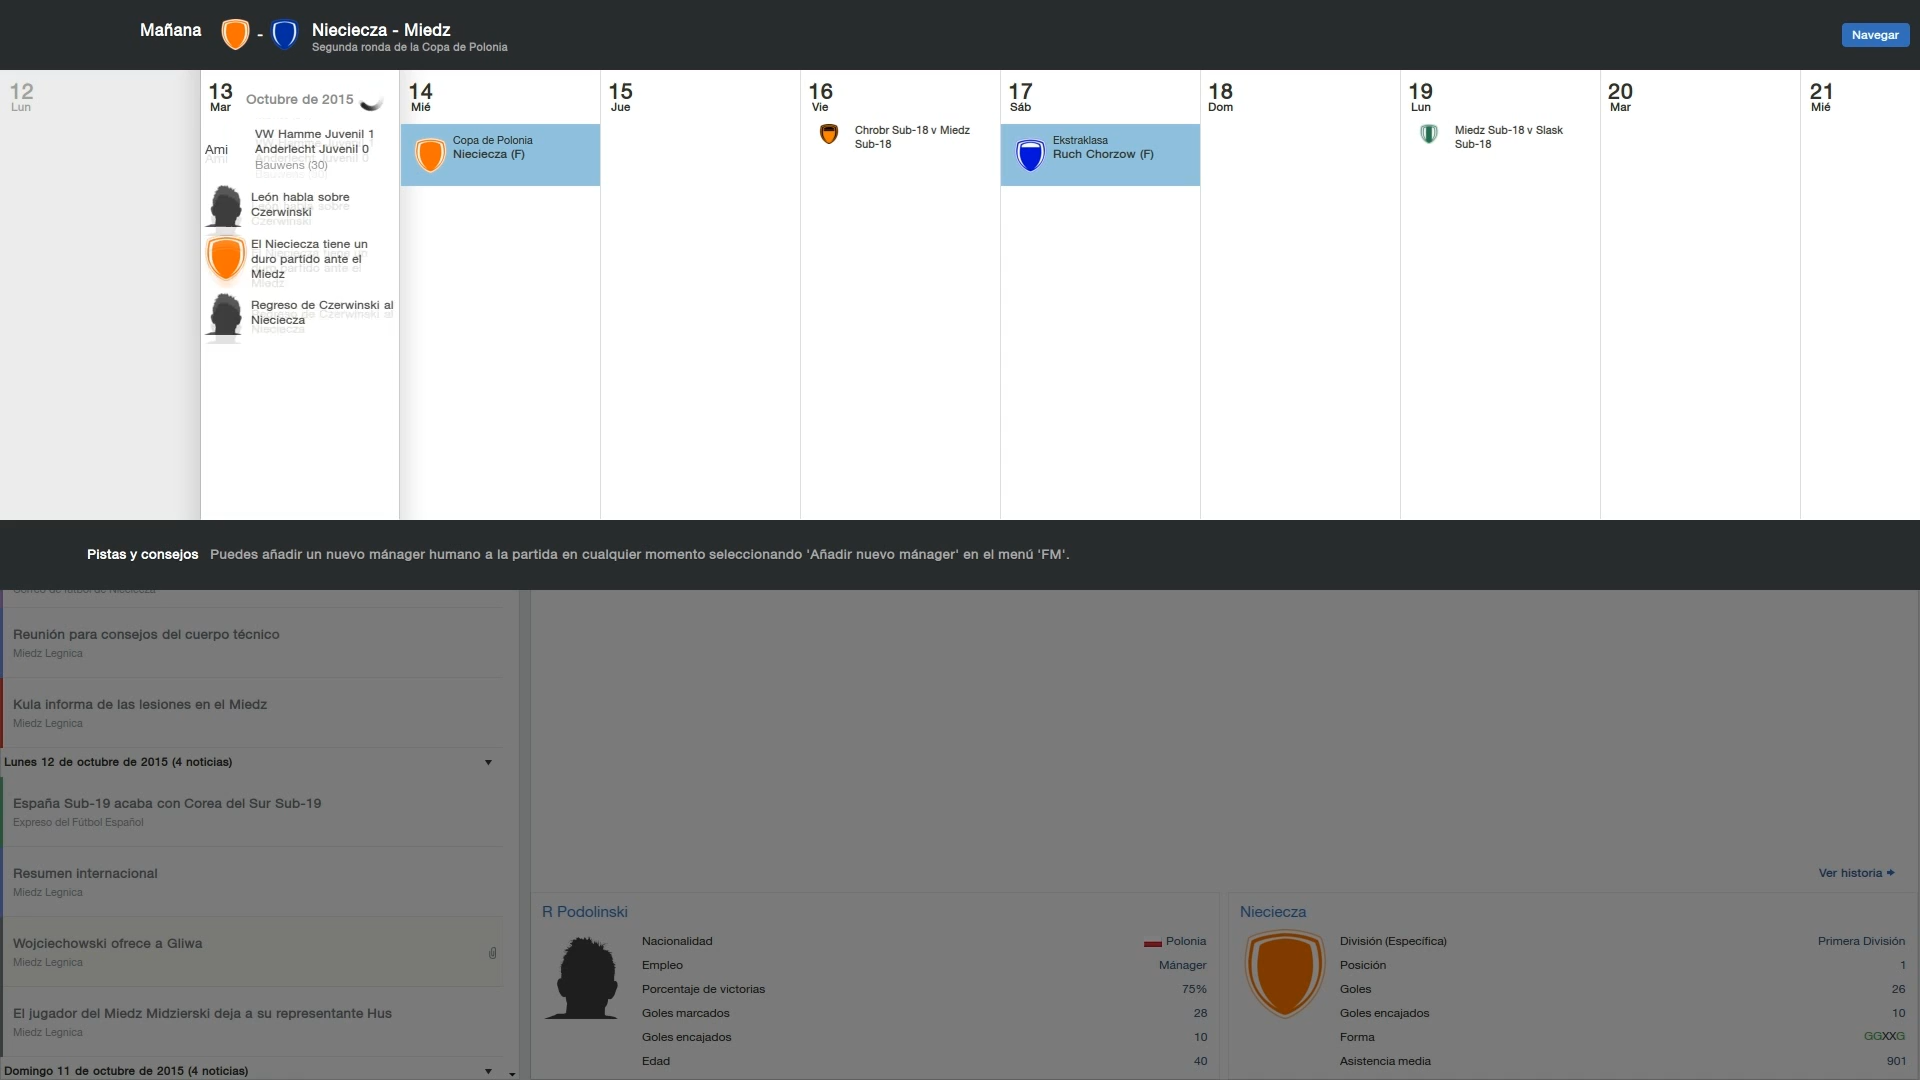 Mañana
-
Nieciecza - Miedz
Segunda ronda de la Copa de Polonia
Navegar
12
Lun
13
Mar
Octubre de 2015
14
Mié
15
Jue
16
Vie
17
Sáb
18
Dom
19
Lun
20
Mar
21
Mié
Ami
VW Hamme Juvenil 1
Anderlecht Juvenil 0
Bauwens (30)
León habla sobre
Czerwinski
El Nieciecza tiene un
duro partido ante el
Miedz
Regreso de Czerwinski al
Nieciecza
Copa de Polonia
Nieciecza (F)
Chrobr Sub-18 v Miedz
Sub-18
Ekstraklasa
Ruch Chorzow (F)
Miedz Sub-18 v Slask
Sub-18
Pistas y consejos
Puedes añadir un nuevo mánager humano a la partida en cualquier momento seleccionando 'Añadir nuevo mánager' en el menú 'FM'.
Correo de fútbol de Nieciecza
Reunión para consejos del cuerpo técnico
Miedz Legnica
Kula informa de las lesiones en el Miedz
Miedz Legnica
Lunes 12 de octubre de 2015 (4 noticias)
España Sub-19 acaba con Corea del Sur Sub-19
Expreso del Fútbol Español
Resumen internacional
Miedz Legnica
Wojciechowski ofrece a Gliwa
Miedz Legnica
El jugador del Miedz Midzierski deja a su representante Hus
Miedz Legnica
Domingo 11 de octubre de 2015 (4 noticias)
Ver historia
R Podolinski
Nacionalidad Polonia
Empleo Mánager
Porcentaje de victorias 75%
Goles marcados 28
Goles encajados 10
Edad 40
Nieciecza
División (Específica) Primera División
Posición 1
Goles 26
Goles encajados 10
Forma GGXXG
Asistencia media 901